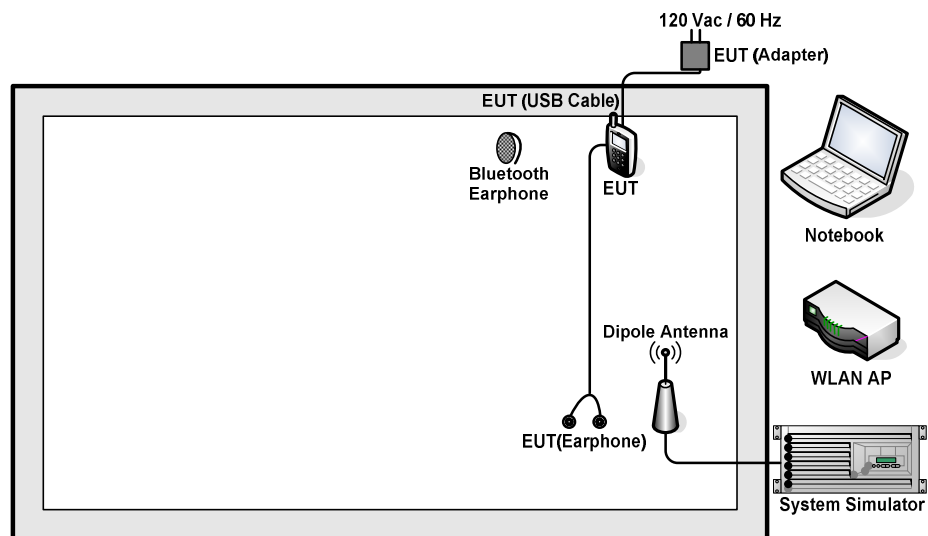 120 Vac / 60 Hz
EUT (Adapter)
EUT (USB Cable)
Bluetooth
Earphone
EUT
Notebook
Dipole Antenna
WLAN AP
EUT(Earphone)
System Simulator